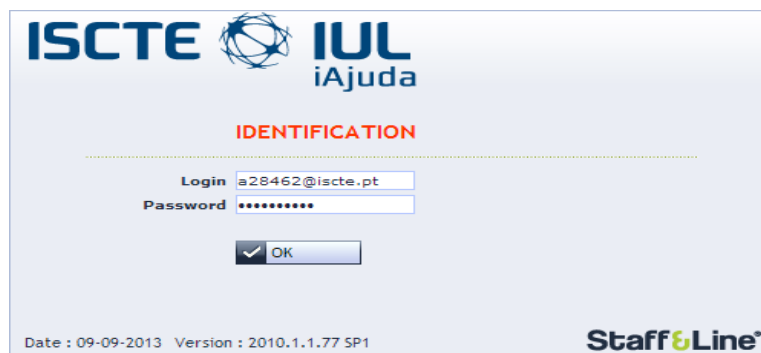 ISCTE IUL
iAjuda
IDENTIFICATION
Login a28462@iscte.pt
Password ••••••••••
OK
Date : 09-09-2013 Version : 2010.1.1.77 SP1
Staff&Line®